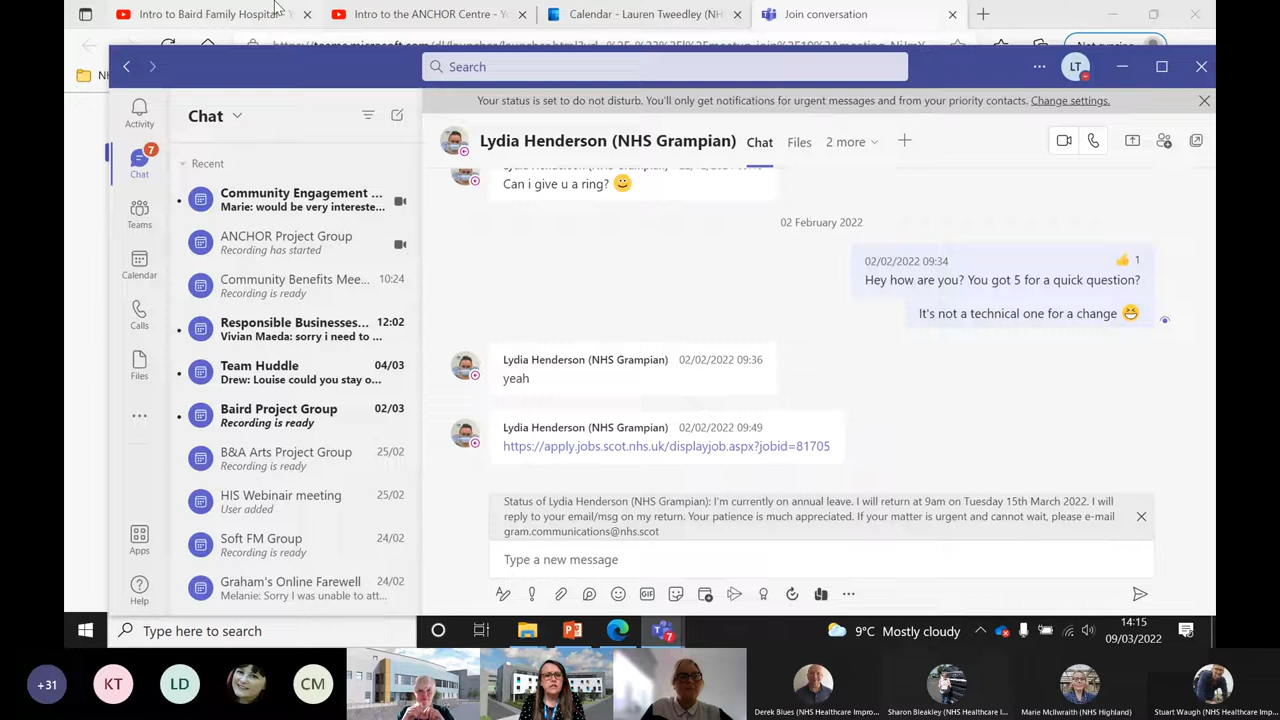 Intro to Baird Family Hospital - Y
Intro to the ANCHOR Centre - You
Calendar - Lauren Tweedley (NH
Join conversation
Not syncing
Search
LT
Activity
7
Chat
Teams
Calendar
Calls
Files
Apps
Help
Chat
Recent
Community Engagement ...
Marie: would be very intereste...
ANCHOR Project Group
Recording has started
Community Benefits Mee... 10:24
Recording is ready
Responsible Businesses... 12:02
Vivian Maeda: sorry i need to ...
Team Huddle 04/03
Drew: Louise could you stay o...
Baird Project Group 02/03
Recording is ready
B&A Arts Project Group 25/02
Recording is ready
HIS Webinar meeting 25/02
User added
Soft FM Group 24/02
Recording is ready
Graham's Online Farewell 24/02
Melanie: Sorry I was unable to att...
Your status is set to do not disturb. You'll only get notifications for urgent messages and from your priority contacts. Change settings.
Lydia Henderson (NHS Grampian) Chat Files 2 more
Lydia Henderson (NHS Grampian)
Can i give u a ring? 🙂
02 February 2022
02/02/2022 09:34 👍 1
Hey how are you? You got 5 for a quick question?
It's not a technical one for a change 😆
Lydia Henderson (NHS Grampian) 02/02/2022 09:36
yeah
Lydia Henderson (NHS Grampian) 02/02/2022 09:49
https://apply.jobs.scot.nhs.uk/displayjob.aspx?jobid=81705
Status of Lydia Henderson (NHS Grampian): I'm currently on annual leave. I will return at 9am on Tuesday 15th March 2022. I will
reply to your email/msg on my return. Your patience is much appreciated. If your matter is urgent and cannot wait, please e-mail
gram.communications@nhs.scot
Type a new message
GIF
Type here to search
7
9°C Mostly cloudy
14:15
09/03/2022
+31
KT
LD
CM
Derek Blues (NHS Healthcare Impro...
Sharon Bleakley (NHS Healthcare I...
Marie McIlwraith (NHS Highland)
Stuart Waugh (NHS Healthcare Imp...